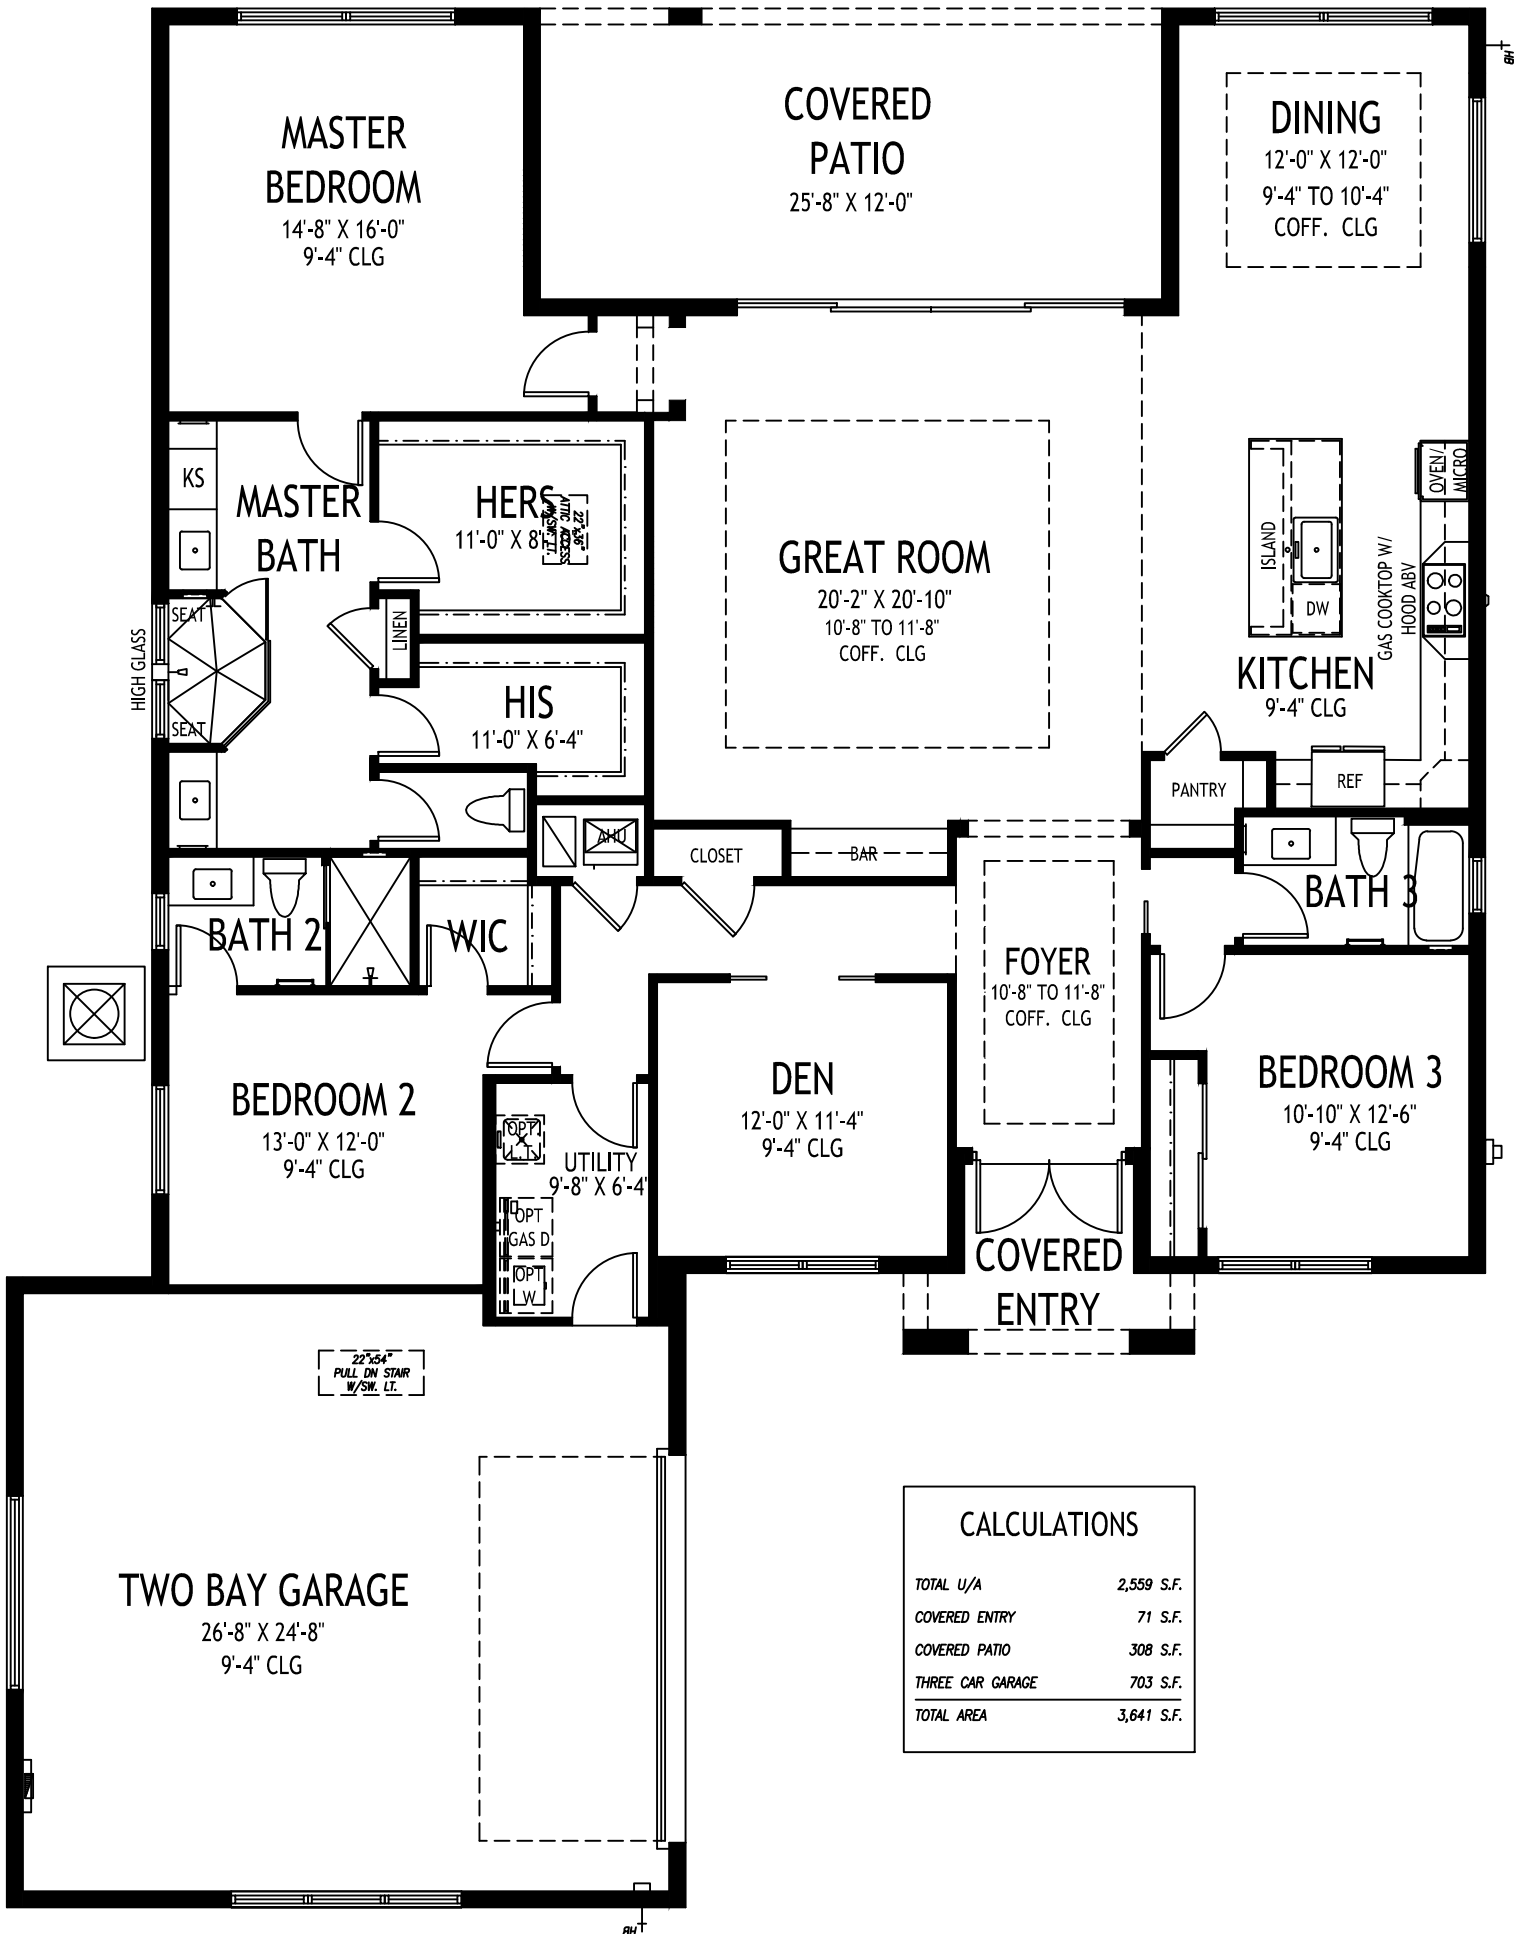 HB
MASTER
BEDROOM
14'-8" X 16'-0"
9'-4" CLG
COVERED
PATIO
25'-8" X 12'-0"
DINING
12'-0" X 12'-0"
9'-4" TO 10'-4"
COFF. CLG
KS
MASTER
BATH
HERS
11'-0" X 8'
22"x36"
ATTIC ACCESS
W/SW. LT.
LINEN
SEAT
SEAT
HIGH GLASS
HIS
11'-0" X 6'-4"
GREAT ROOM
20'-2" X 20'-10"
10'-8" TO 11'-8"
COFF. CLG
ISLAND
DW
OVEN/
MICRO
GAS COOKTOP W/
HOOD ABV
KITCHEN
9'-4" CLG
PANTRY
REF
AHU
CLOSET
BAR
BATH 2
WIC
BATH 3
FOYER
10'-8" TO 11'-8"
COFF. CLG
BEDROOM 2
13'-0" X 12'-0"
9'-4" CLG
OPT.
L.T.
UTILITY
9'-8" X 6'-4"
OPT
GAS D
OPT
W
DEN
12'-0" X 11'-4"
9'-4" CLG
BEDROOM 3
10'-10" X 12'-6"
9'-4" CLG
COVERED
ENTRY
22"x54"
PULL DN STAIR
W/SW. LT.
TWO BAY GARAGE
26'-8" X 24'-8"
9'-4" CLG
CALCULATIONS
TOTAL U/A 2,559 S.F.
COVERED ENTRY 71 S.F.
COVERED PATIO 308 S.F.
THREE CAR GARAGE 703 S.F.
TOTAL AREA 3,641 S.F.
HB